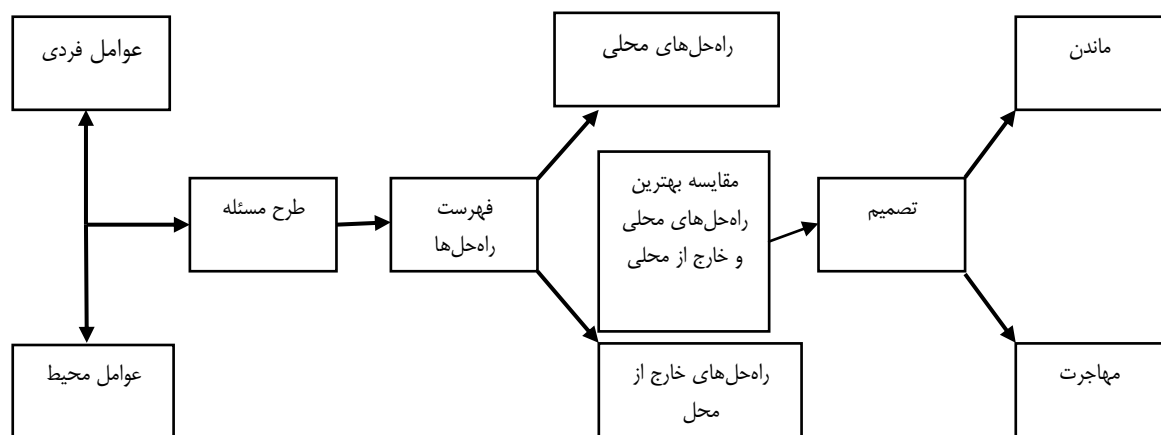 عوامل فردی
عوامل محیط
طرح مسئله
فهرست
راه‌حل‌ها
راه‌حل‌های محلی
مقایسه بهترین
راه‌حل‌های محلی
و خارج از محلی
راه‌حل‌های خارج از
محل
تصمیم
ماندن
مهاجرت